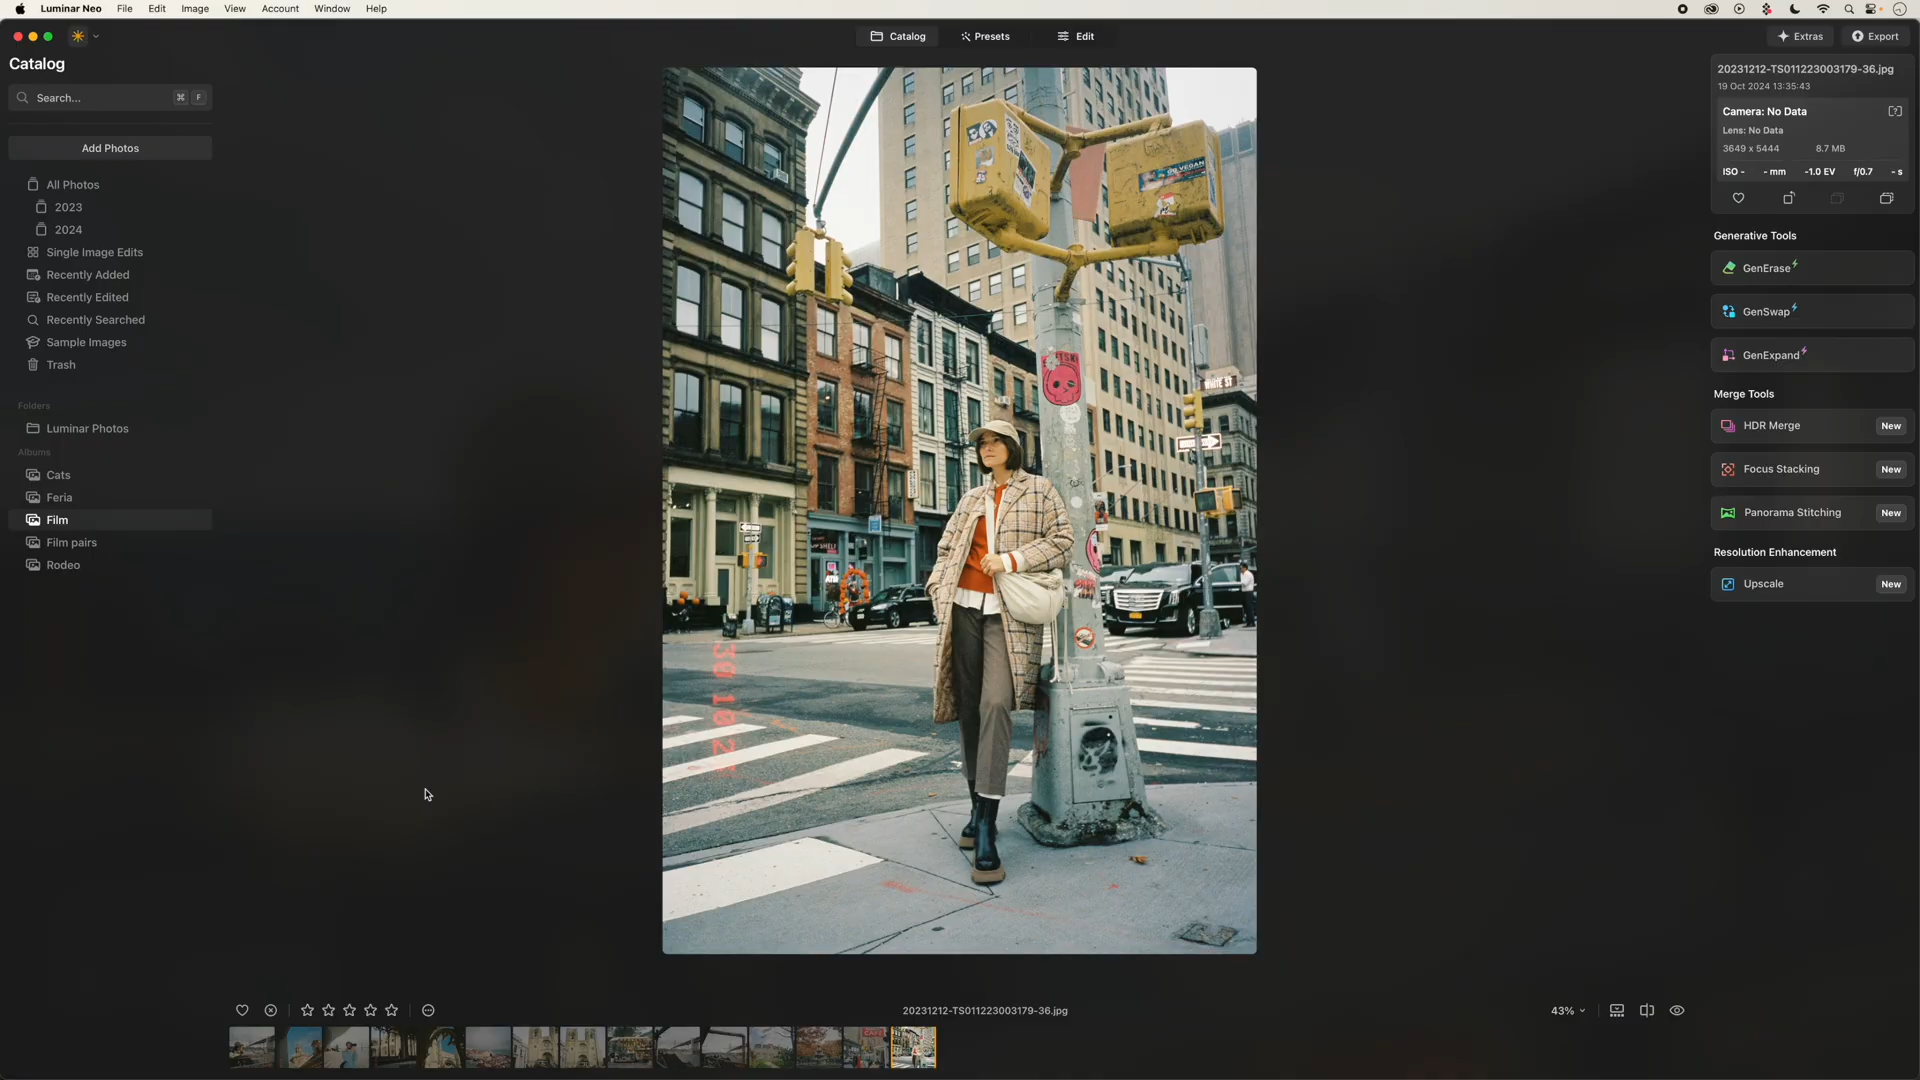 Luminar Neo File Edit Image View Account Window Help
Catalog Presets Edit
Extras Export
Catalog
Search... ⌘ F
Add Photos
All Photos
2023
2024
Single Image Edits
Recently Added
Recently Edited
Recently Searched
Sample Images
Trash
Folders
Luminar Photos
Albums
Cats
Feria
Film
Film pairs
Rodeo
GO VEGAN
WHITE ST
20231212-TS011223003179-36.jpg
19 Oct 2024 13:35:43
Camera: No Data
Lens: No Data
3649 x 5444 8.7 MB
ISO - - mm -1.0 EV f/0.7 - s
Generative Tools
GenErase
GenSwap
GenExpand
Merge Tools
HDR Merge New
Focus Stacking New
Panorama Stitching New
Resolution Enhancement
Upscale New
20231212-TS011223003179-36.jpg
43%
CAFE